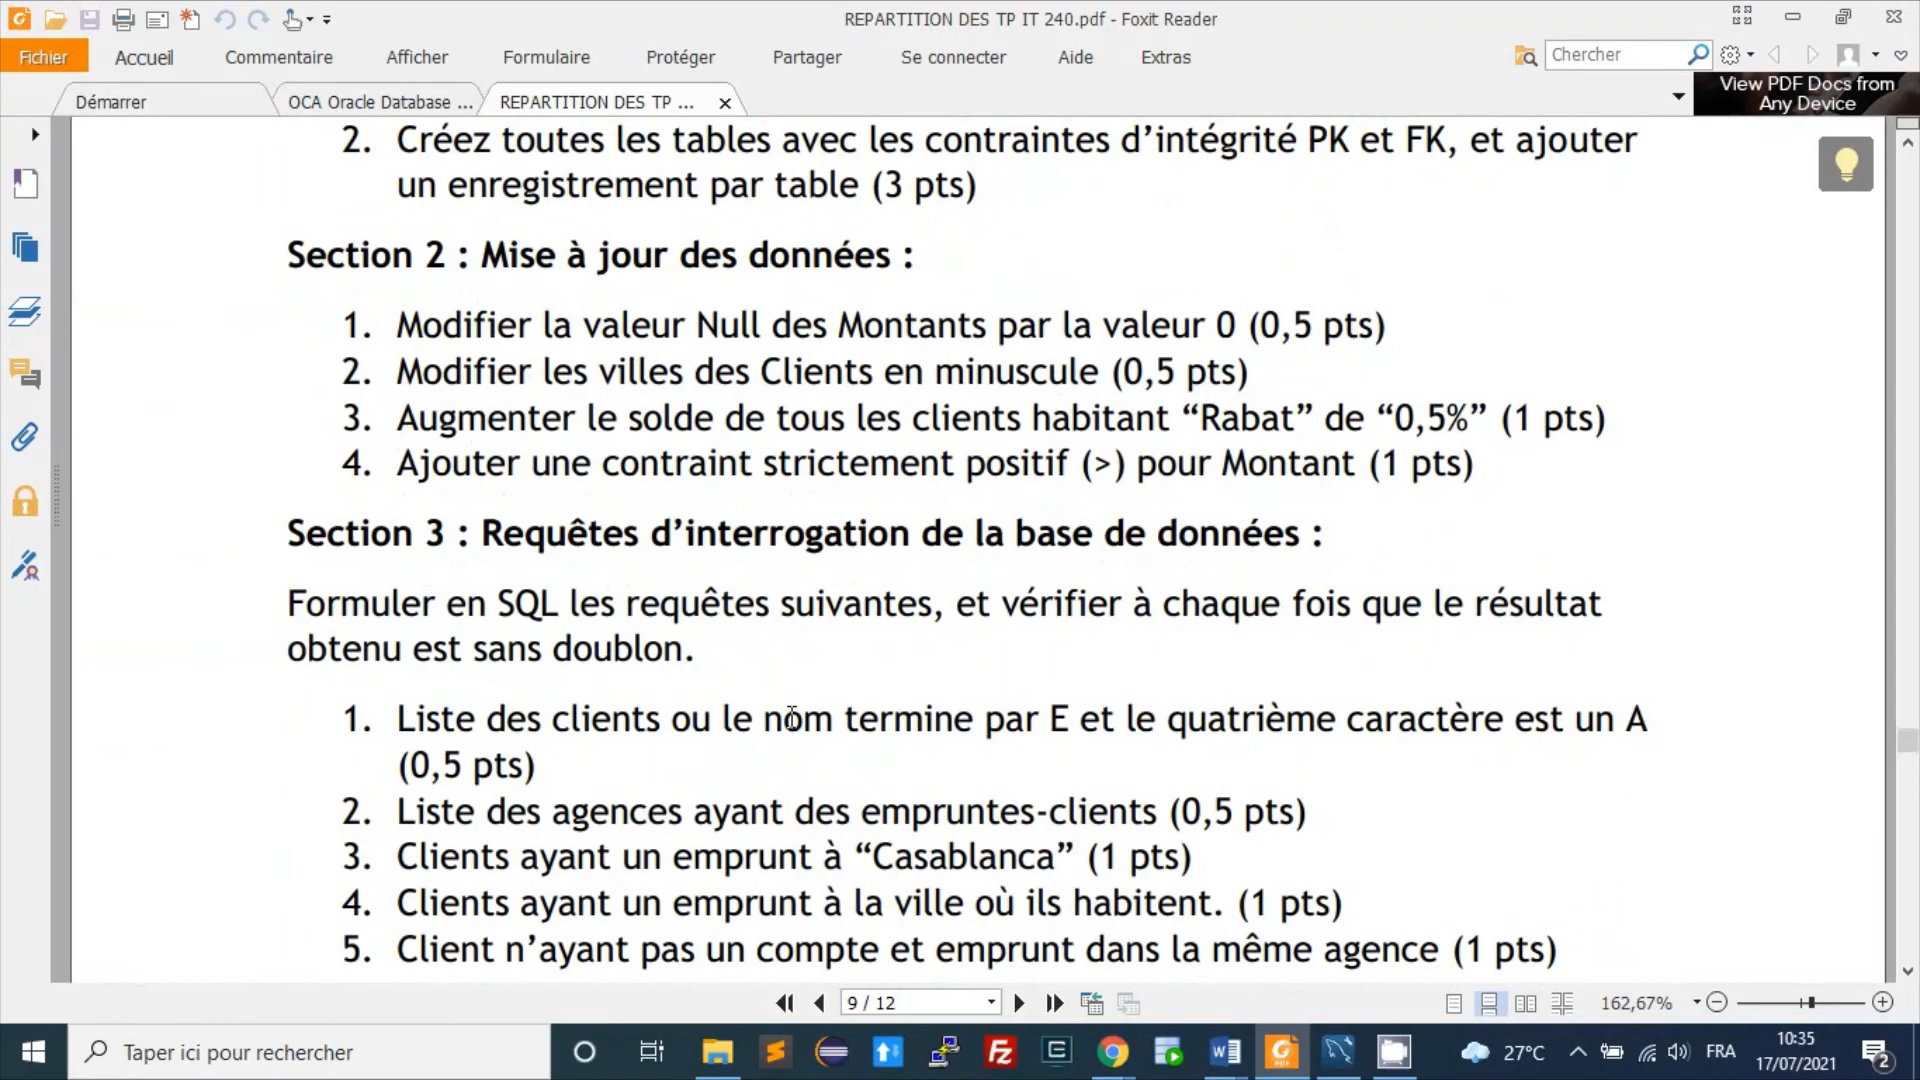 REPARTITION DES TP IT 240.pdf - Foxit Reader
Fichier
Accueil
Commentaire
Afficher
Formulaire
Protéger
Partager
Se connecter
Aide
Extras
Chercher
Démarrer
OCA Oracle Database ...
REPARTITION DES TP ...
View PDF Docs from
Any Device
2. Créez toutes les tables avec les contraintes d’intégrité PK et FK, et ajouter
un enregistrement par table (3 pts)
Section 2 : Mise à jour des données :
1. Modifier la valeur Null des Montants par la valeur 0 (0,5 pts)
2. Modifier les villes des Clients en minuscule (0,5 pts)
3. Augmenter le solde de tous les clients habitant “Rabat” de “0,5%” (1 pts)
4. Ajouter une contraint strictement positif (>) pour Montant (1 pts)
Section 3 : Requêtes d’interrogation de la base de données :
Formuler en SQL les requêtes suivantes, et vérifier à chaque fois que le résultat
obtenu est sans doublon.
1. Liste des clients ou le nom termine par E et le quatrième caractère est un A
(0,5 pts)
2. Liste des agences ayant des empruntes-clients (0,5 pts)
3. Clients ayant un emprunt à “Casablanca” (1 pts)
4. Clients ayant un emprunt à la ville où ils habitent. (1 pts)
5. Client n’ayant pas un compte et emprunt dans la même agence (1 pts)
9 / 12
162,67%
Taper ici pour rechercher
27°C
FRA
10:35
17/07/2021
2